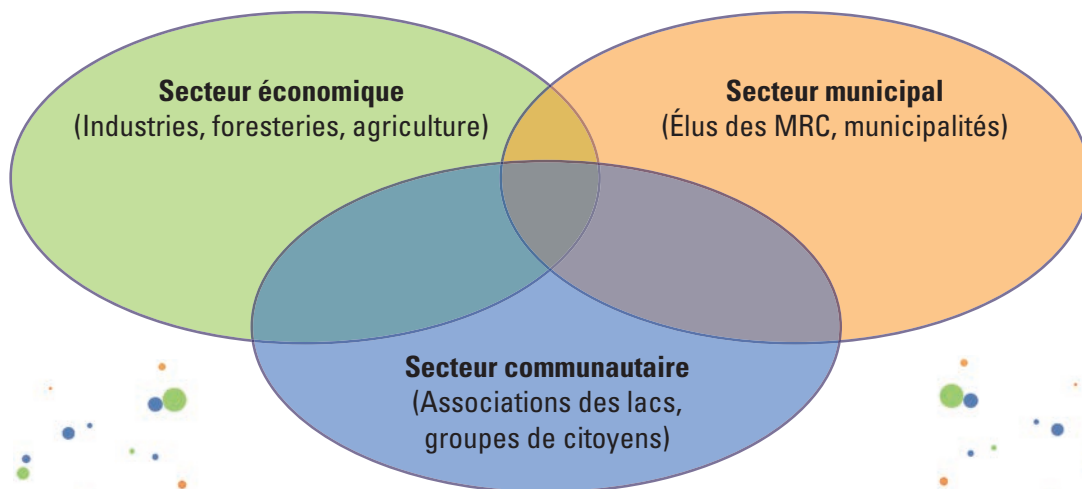 Secteur économique
(Industries, foresteries, agriculture)
Secteur municipal
(Élus des MRC, municipalités)
Secteur communautaire
(Associations des lacs,
groupes de citoyens)